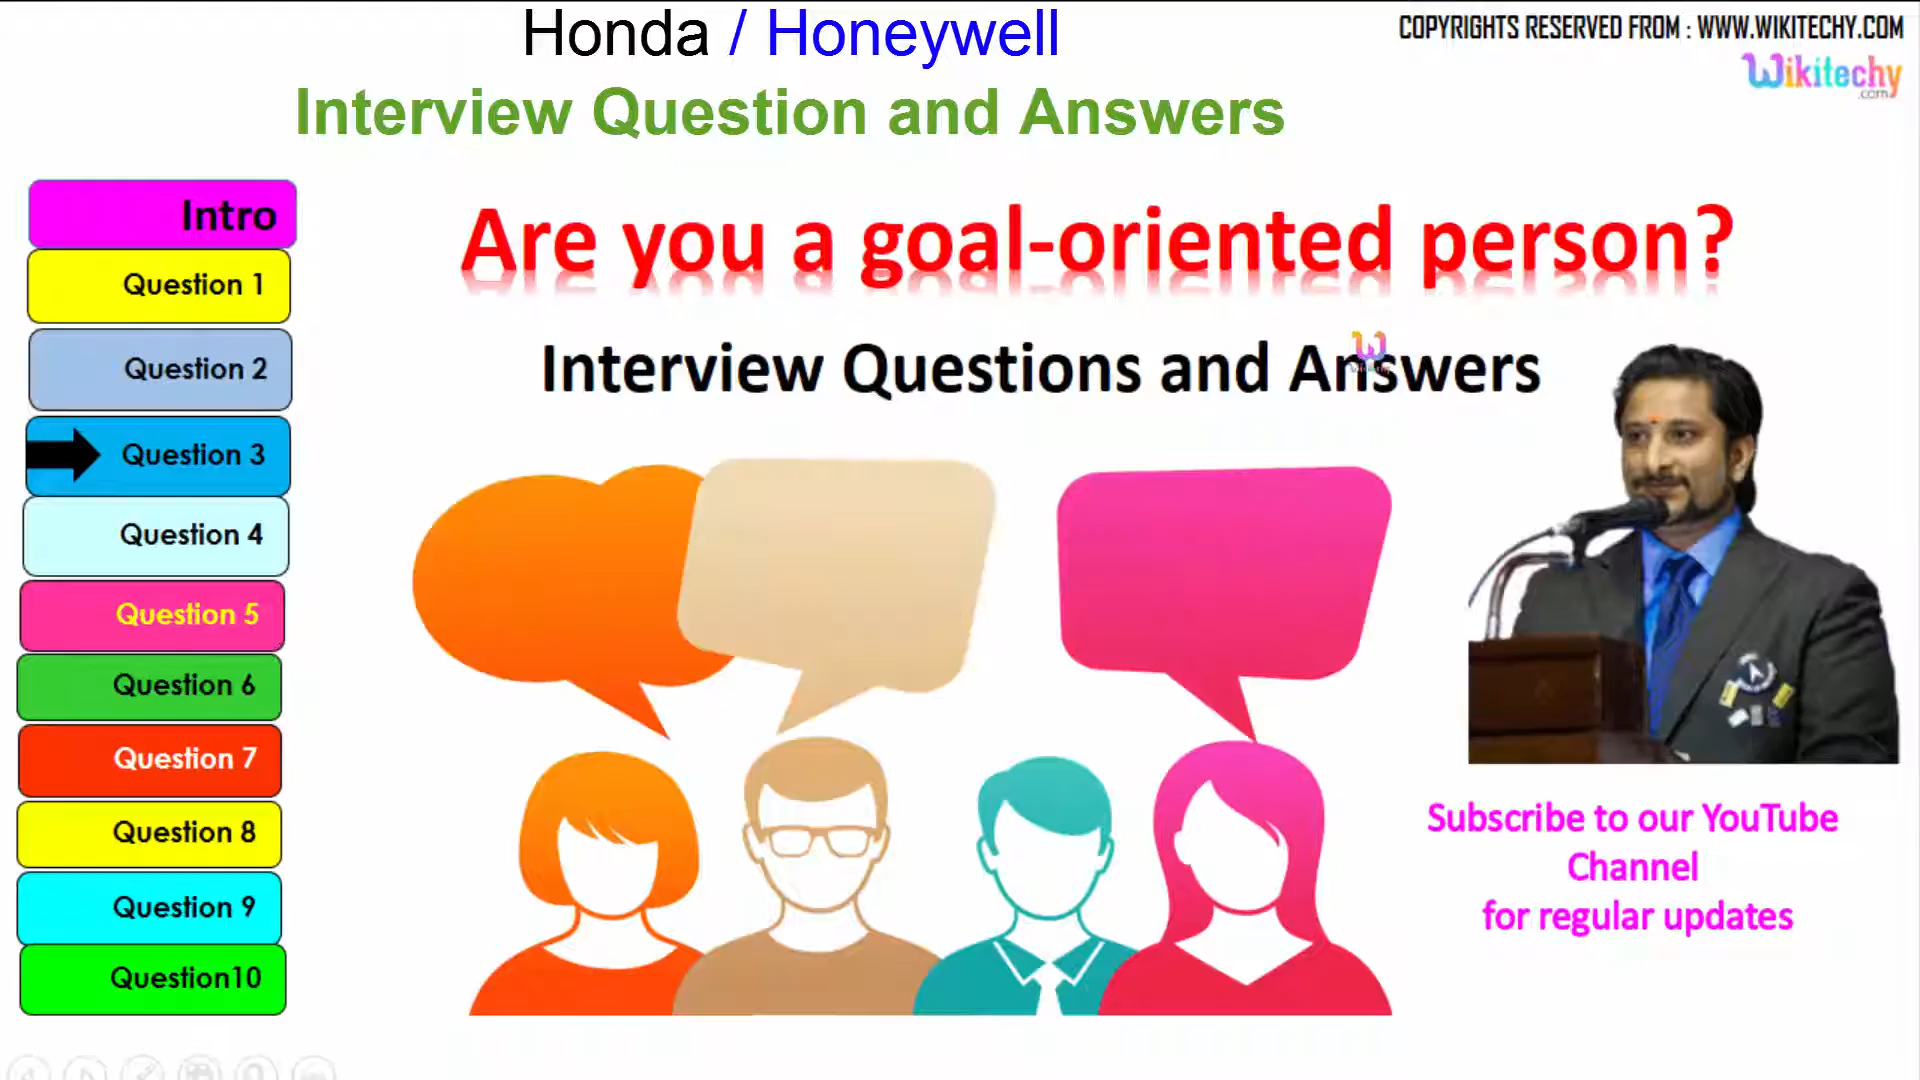 Honda / Honeywell
COPYRIGHTS RESERVED FROM : WWW.WIKITECHY.COM
Wikitechy
.com
Interview Question and Answers
Intro
Question 1
Question 2
Question 3
Question 4
Question 5
Question 6
Question 7
Question 8
Question 9
Question10
Are you a goal-oriented person?
Interview Questions and Answers
Subscribe to our YouTube
Channel
for regular updates